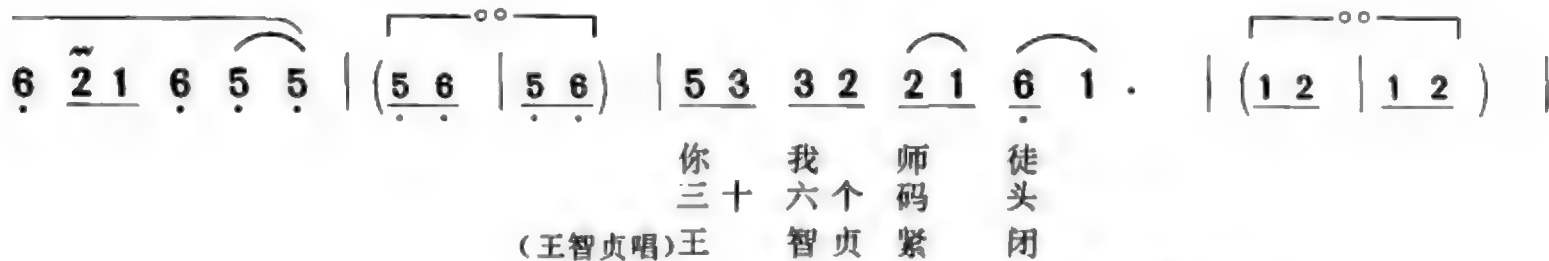 6 2 1 6 5 5 | (5 6 | 5 6) | 5 3 3 2 2 1 6 1 . | (1 2 | 1 2) |
你 我 师 徒
三 十 六 个 码 头
(王智贞唱)王 智 贞 紧 闭